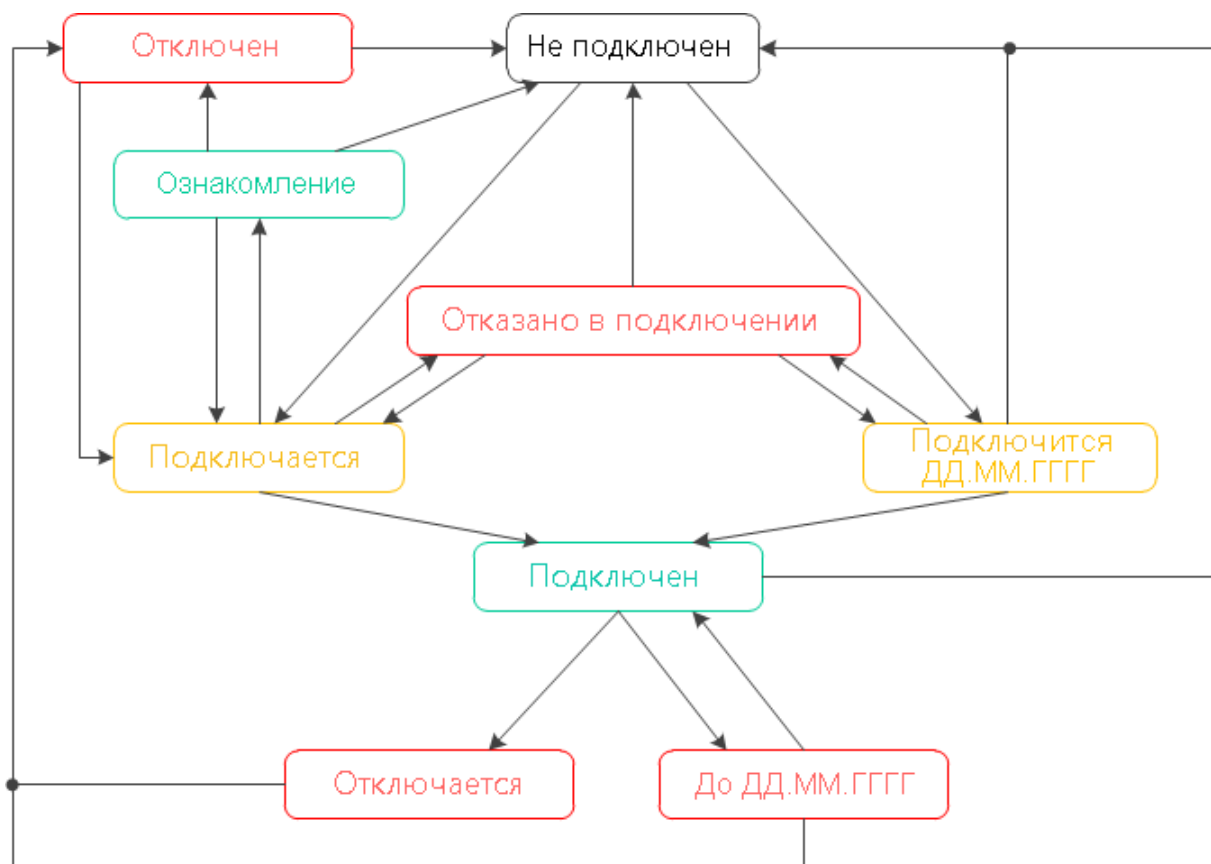 Отключен
Не подключен
Ознакомление
Отказано в подключении
Подключается
Подключится
ДД.ММ.ГГГГ
Подключен
Отключается
До ДД.ММ.ГГГГ